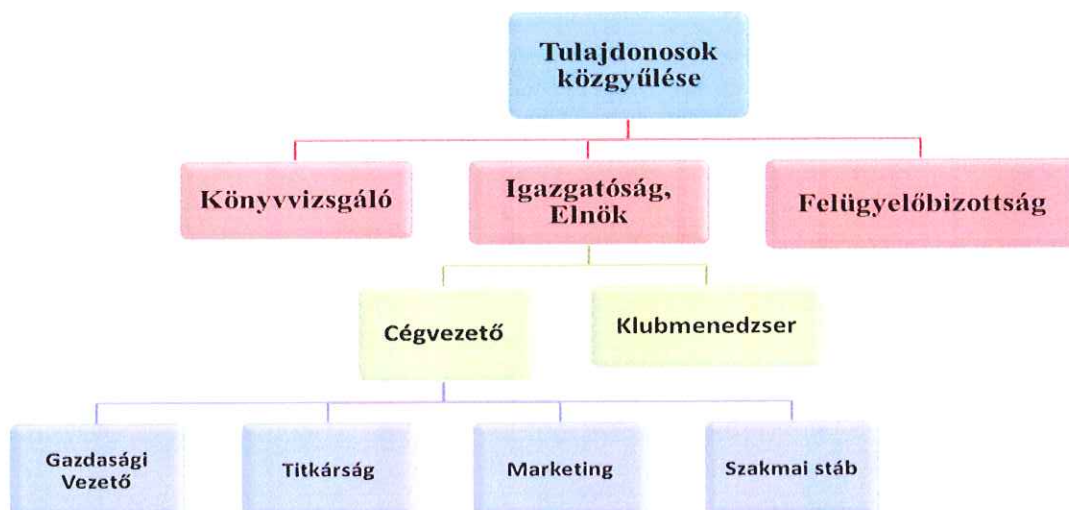 Tulajdonosok
közgyűlése
Könyvvizsgáló
Igazgatóság,
Elnök
Felügyelőbizottság
Cégvezető
Klubmenedzser
Gazdasági
Vezető
Titkárság
Marketing
Szakmai stáb